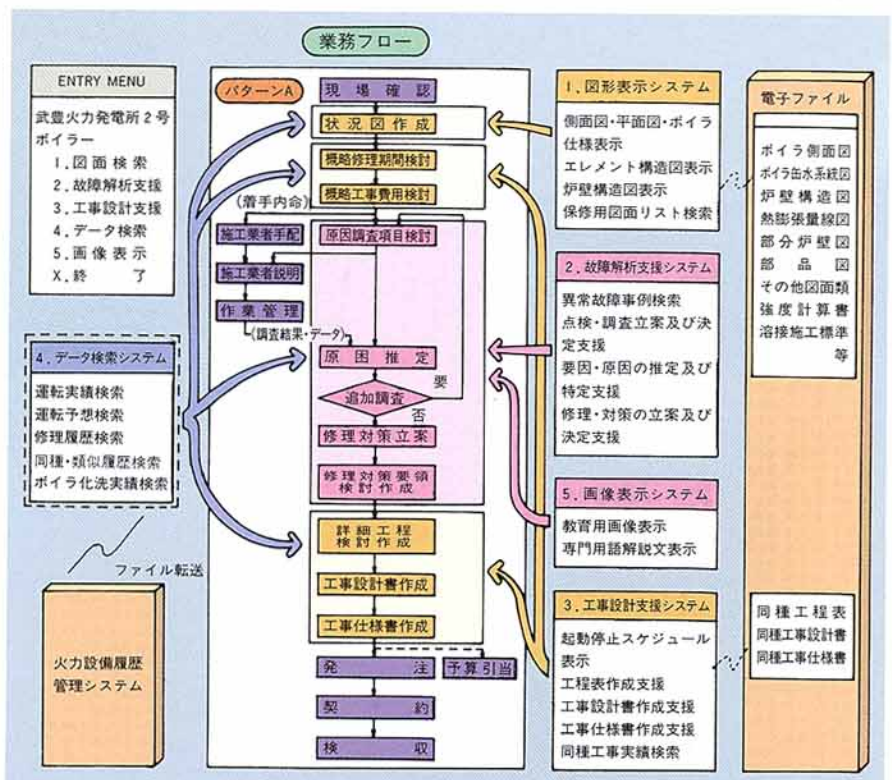 業務フロー
ENTRY MENU
武豊火力発電所2号
ボイラー
1.図面検索
2.故障解析支援
3.工事設計支援
4.データ検索
5.画像表示
X.終了
4.データ検索システム
運転実績検索
運転予想検索
修理履歴検索
同種・類似履歴検索
ボイラ化洗実績検索
ファイル転送
火力設備履歴
管理システム
パターンA
現場確認
状況図作成
概略修理期間検討
概略工事費用検討
(着手内命)
施工業者手配
原因調査項目検討
施工業者説明
作業管理
(調査結果・データ)
原因推定
要
追加調査
否
修理対策立案
修理対策要領
検討作成
詳細工程
検討作成
工事設計書作成
工事仕様書作成
発注
予算引当
契約
検収
1.図形表示システム
側面図・平面図・ボイラ
仕様表示
エレメント構造図表示
炉壁構造図表示
保修用図面リスト検索
2.故障解析支援システム
異常故障事例検索
点検・調査立案及び決
定支援
要因・原因の推定及び
特定支援
修理・対策の立案及び
決定支援
5.画像表示システム
教育用画像表示
専門用語解説文表示
3.工事設計支援システム
起動停止スケジュール
表示
工程表作成支援
工事設計書作成支援
工事仕様書作成支援
同種工事実績検索
電子ファイル
ボイラ側面図
ボイラ缶水系統図
炉壁構造図
熱膨張量線図
部分炉壁図
部品図
その他図面類
強度計算書
溶接施工標準
等
同種工程表
同種工事設計書
同種工事仕様書